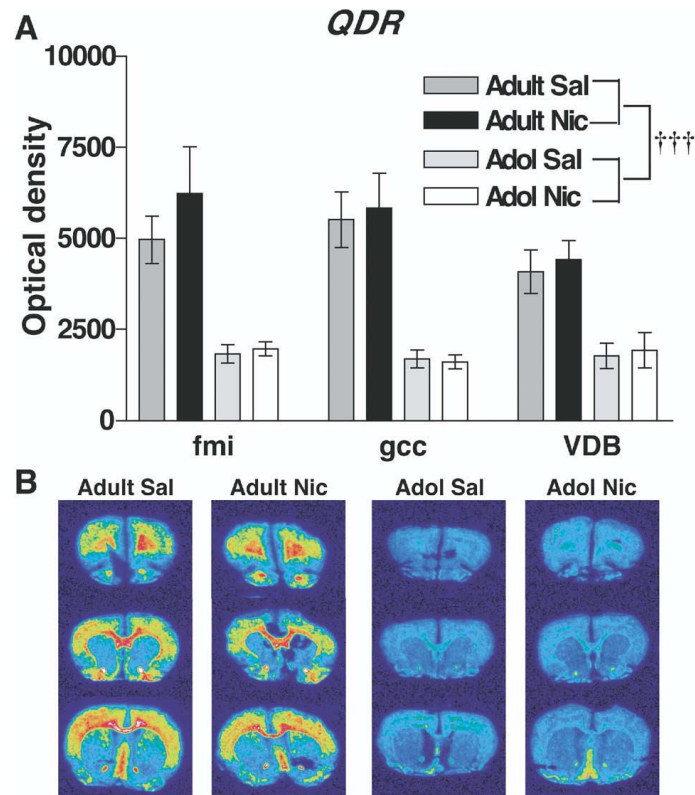 A
QDR
Optical density
10000
7500
5000
2500
0
Adult Sal
Adult Nic
Adol Sal
Adol Nic
†††
fmi gcc VDB
B
Adult Sal Adult Nic Adol Sal Adol Nic